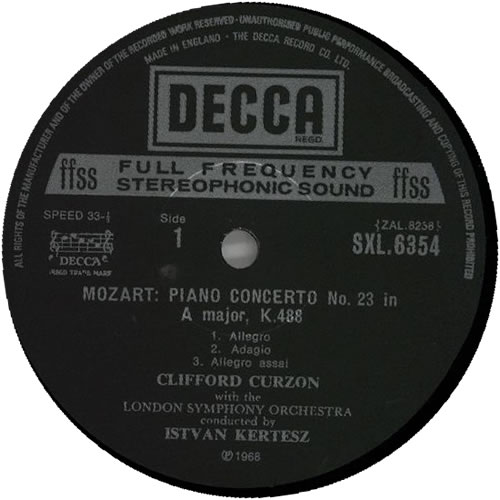 ALL RIGHTS OF THE MANUFACTURER AND OF THE OWNER OF THE RECORDED WORK RESERVED · UNAUTHORISED PUBLIC PERFORMANCE BROADCASTING AND COPYING OF THIS RECORD PROHIBITED
MADE IN ENGLAND · THE DECCA RECORD CO. LTD.
DECCA
REGD.
ffss FULL FREQUENCY ffss
STEREOPHONIC SOUND
SPEED 33⅓ Side (ZAL.8256)
1 SXL.6354
DECCA
REGD TRADE MARK
MOZART: PIANO CONCERTO No. 23 in
A major, K.488
1. Allegro
2. Adagio
3. Allegro assai
CLIFFORD CURZON
with the
LONDON SYMPHONY ORCHESTRA
conducted by
ISTVAN KERTESZ
℗1968